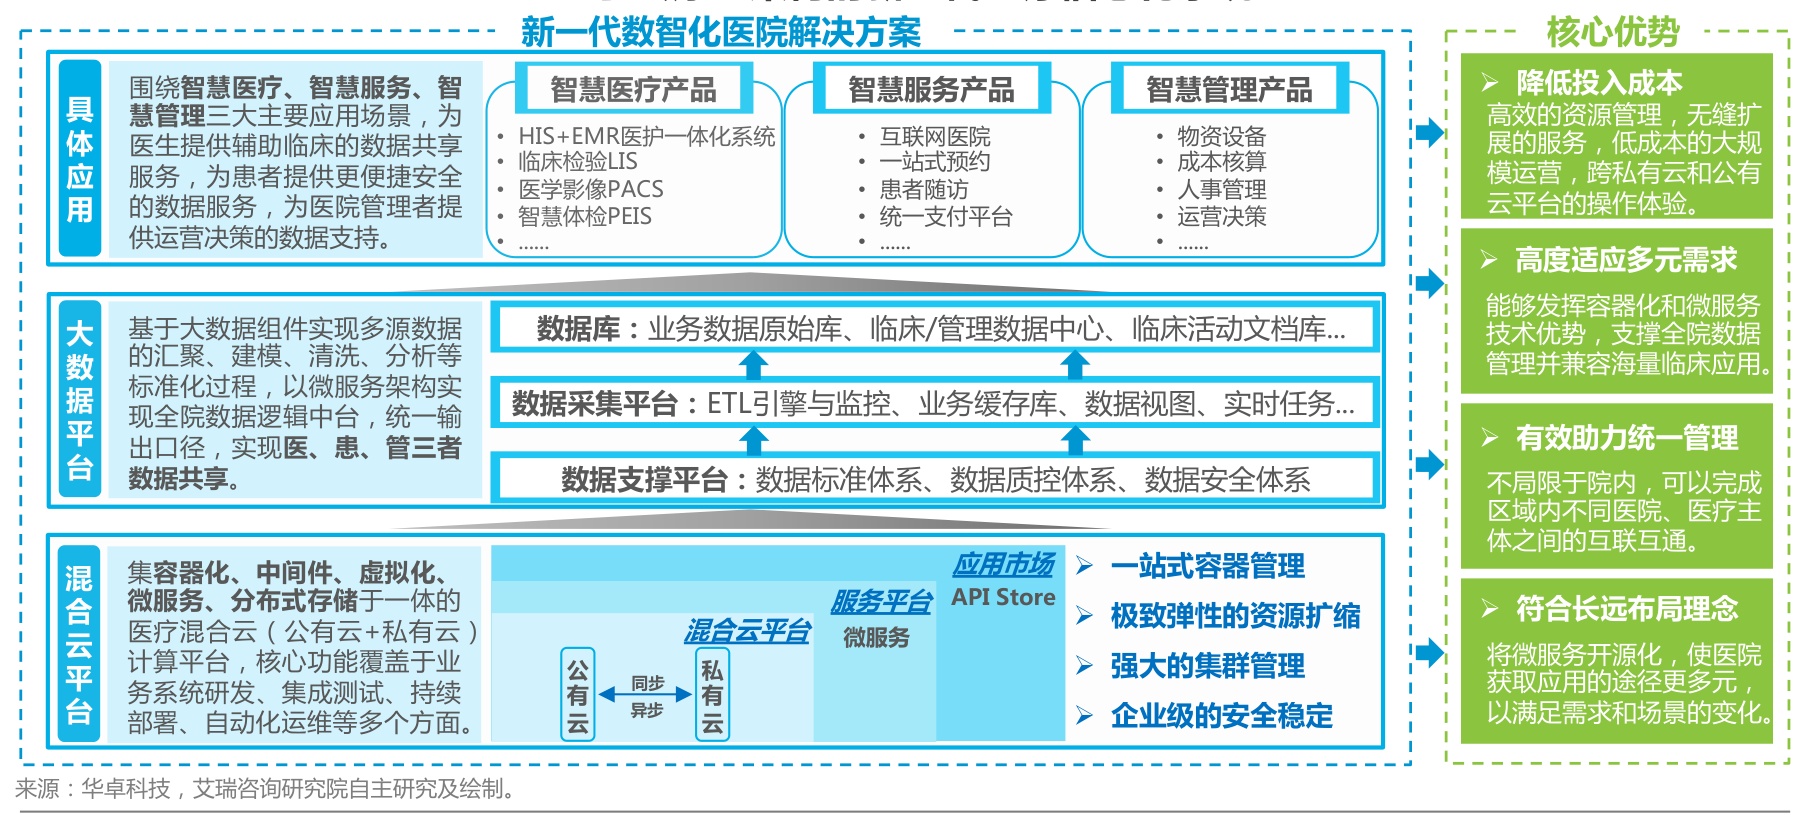 新一代数智化医院解决方案
具体应用
围绕智慧医疗、智慧服务、智
慧管理三大主要应用场景，为
医生提供辅助临床的数据共享
服务，为患者提供更便捷安全
的数据服务，为医院管理者提
供运营决策的数据支持。
智慧医疗产品
• HIS+EMR医护一体化系统
• 临床检验LIS
• 医学影像PACS
• 智慧体检PEIS
• ......
智慧服务产品
• 互联网医院
• 一站式预约
• 患者随访
• 统一支付平台
• ......
智慧管理产品
• 物资设备
• 成本核算
• 人事管理
• 运营决策
• ......
大数据平台
基于大数据组件实现多源数据
的汇聚、建模、清洗、分析等
标准化过程，以微服务架构实
现全院数据逻辑中台，统一输
出口径，实现医、患、管三者
数据共享。
数据库：业务数据原始库、临床/管理数据中心、临床活动文档库...
数据采集平台：ETL引擎与监控、业务缓存库、数据视图、实时任务...
数据支撑平台：数据标准体系、数据质控体系、数据安全体系
混合云平台
集容器化、中间件、虚拟化、
微服务、分布式存储于一体的
医疗混合云（公有云+私有云）
计算平台，核心功能覆盖于业
务系统研发、集成测试、持续
部署、自动化运维等多个方面。
应用市场
API Store
服务平台
微服务
混合云平台
公有云
同步
异步
私有云
➢ 一站式容器管理
➢ 极致弹性的资源扩缩
➢ 强大的集群管理
➢ 企业级的安全稳定
核心优势
➢ 降低投入成本
高效的资源管理，无缝扩
展的服务，低成本的大规
模运营，跨私有云和公有
云平台的操作体验。
➢ 高度适应多元需求
能够发挥容器化和微服务
技术优势，支撑全院数据
管理并兼容海量临床应用。
➢ 有效助力统一管理
不局限于院内，可以完成
区域内不同医院、医疗主
体之间的互联互通。
➢ 符合长远布局理念
将微服务开源化，使医院
获取应用的途径更多元，
以满足需求和场景的变化。
来源：华卓科技，艾瑞咨询研究院自主研究及绘制。